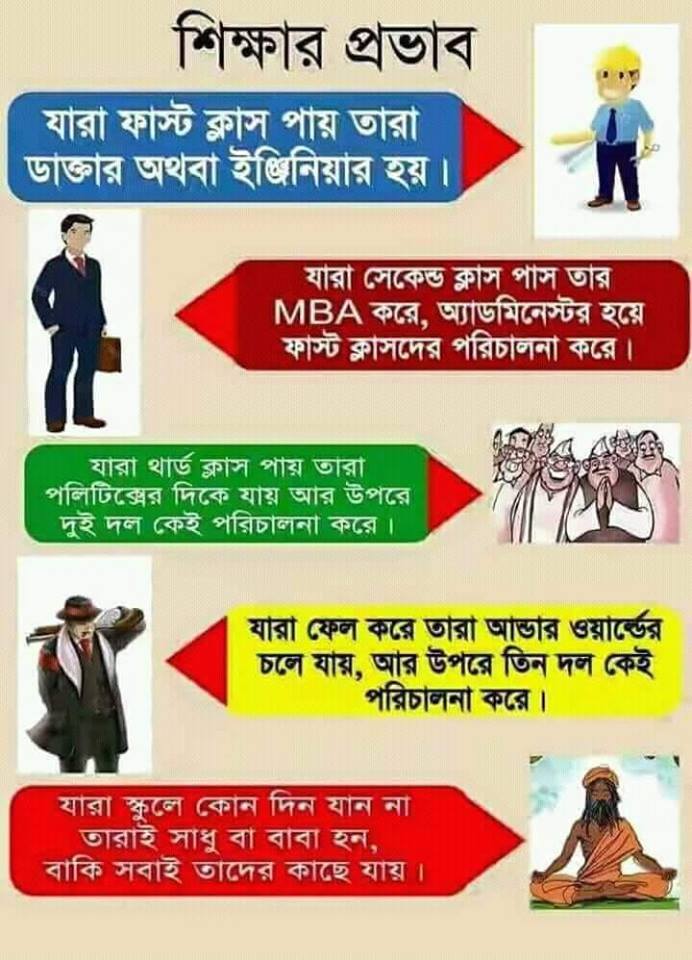 শিক্ষার প্রভাব
যারা ফাস্ট ক্লাস পায় তারা
ডাক্তার অথবা ইঞ্জিনিয়ার হয়।
যারা সেকেন্ড ক্লাস পাস তার
MBA করে, অ্যাডমিনেস্টর হয়ে
ফাস্ট ক্লাসদের পরিচালনা করে।
যারা থার্ড ক্লাস পায় তারা
পলিটিক্সের দিকে যায় আর উপরে
দুই দল কেই পরিচালনা করে।
যারা ফেল করে তারা আন্ডার ওয়ার্ল্ডের
চলে যায়, আর উপরে তিন দল কেই
পরিচালনা করে।
যারা স্কুলে কোন দিন যান না
তারাই সাধু বা বাবা হন,
বাকি সবাই তাদের কাছে যায়।